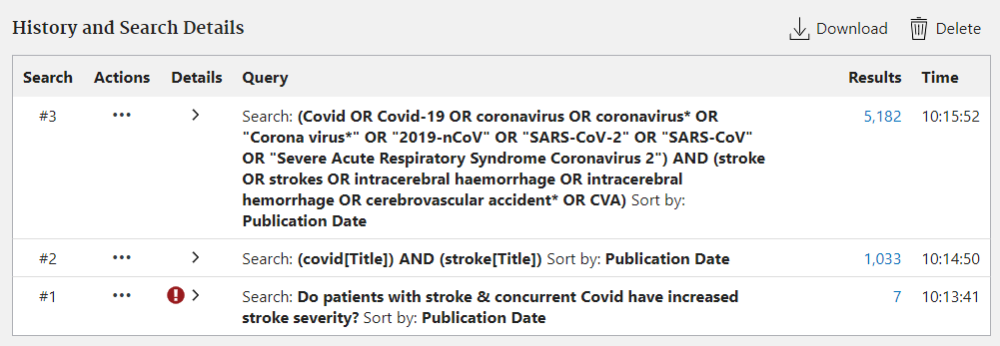 History and Search Details
Download
Delete
Search Actions Details Query Results Time
#3 ••• Search: (Covid OR Covid-19 OR coronavirus OR coronavirus* OR 5,182 10:15:52
"Corona virus*" OR "2019-nCoV" OR "SARS-CoV-2" OR "SARS-CoV"
OR "Severe Acute Respiratory Syndrome Coronavirus 2") AND (stroke
OR strokes OR intracerebral haemorrhage OR intracerebral
hemorrhage OR cerebrovascular accident* OR CVA) Sort by:
Publication Date
#2 ••• Search: (covid[Title]) AND (stroke[Title]) Sort by: Publication Date 1,033 10:14:50
#1 ••• Search: Do patients with stroke & concurrent Covid have increased 7 10:13:41
stroke severity? Sort by: Publication Date